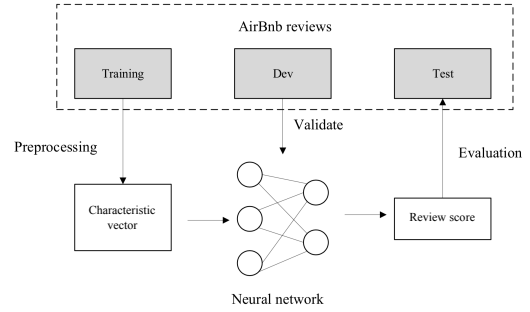 AirBnb reviews
Training
Dev
Test
Validate
Preprocessing
Evaluation
Characteristic
vector
Review score
Neural network